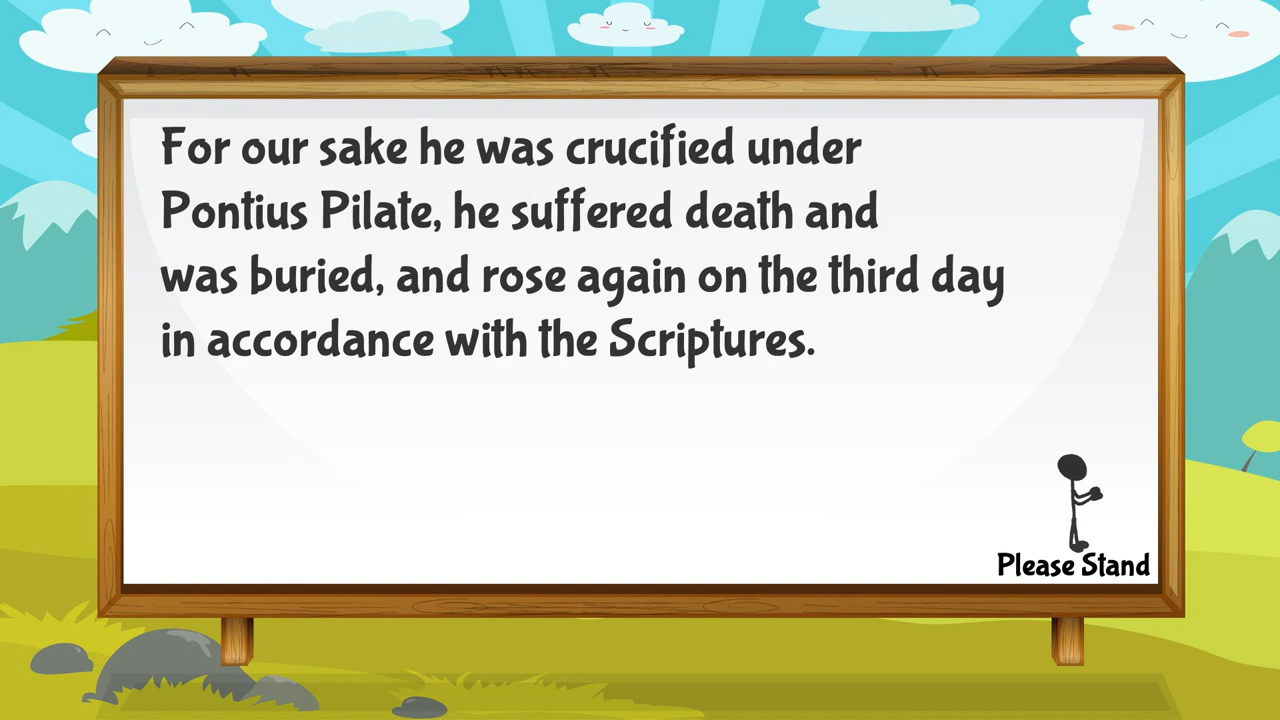 For our sake he was crucified under
Pontius Pilate, he suffered death and
was buried, and rose again on the third day
in accordance with the Scriptures.
Please Stand